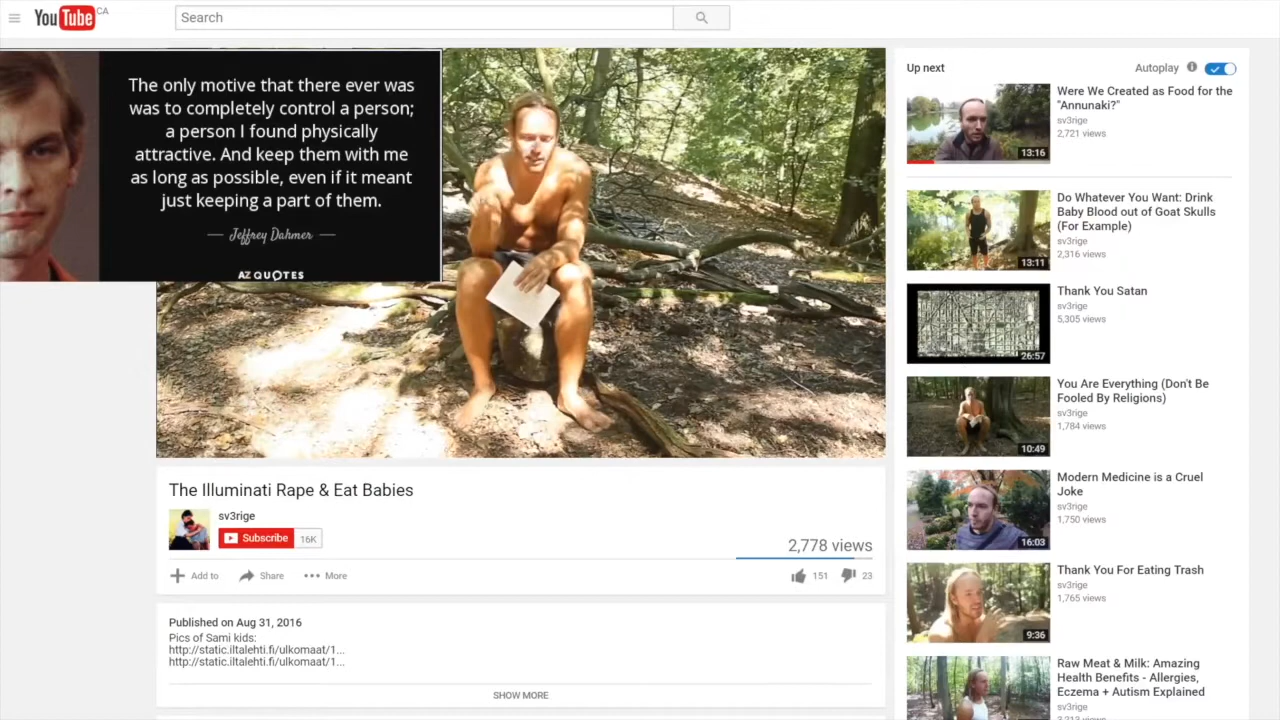 YouTube CA
Search
The only motive that there ever was
was to completely control a person;
a person I found physically
attractive. And keep them with me
as long as possible, even if it meant
just keeping a part of them.
— Jeffrey Dahmer —
AZ QUOTES
The Illuminati Rape & Eat Babies
sv3rige
Subscribe 16K
2,778 views
Add to Share More
151 23
Published on Aug 31, 2016
Pics of Sami kids:
http://static.iltalehti.fi/ulkomaat/1...
http://static.iltalehti.fi/ulkomaat/1...
SHOW MORE
Up next Autoplay
Were We Created as Food for the
"Annunaki?"
sv3rige
2,721 views
13:16
Do Whatever You Want: Drink
Baby Blood out of Goat Skulls
(For Example)
sv3rige
2,316 views
13:11
Thank You Satan
sv3rige
5,305 views
26:57
You Are Everything (Don't Be
Fooled By Religions)
sv3rige
1,784 views
10:49
Modern Medicine is a Cruel
Joke
sv3rige
1,750 views
16:03
Thank You For Eating Trash
sv3rige
1,765 views
9:36
Raw Meat & Milk: Amazing
Health Benefits - Allergies,
Eczema + Autism Explained
sv3rige
3,213 views